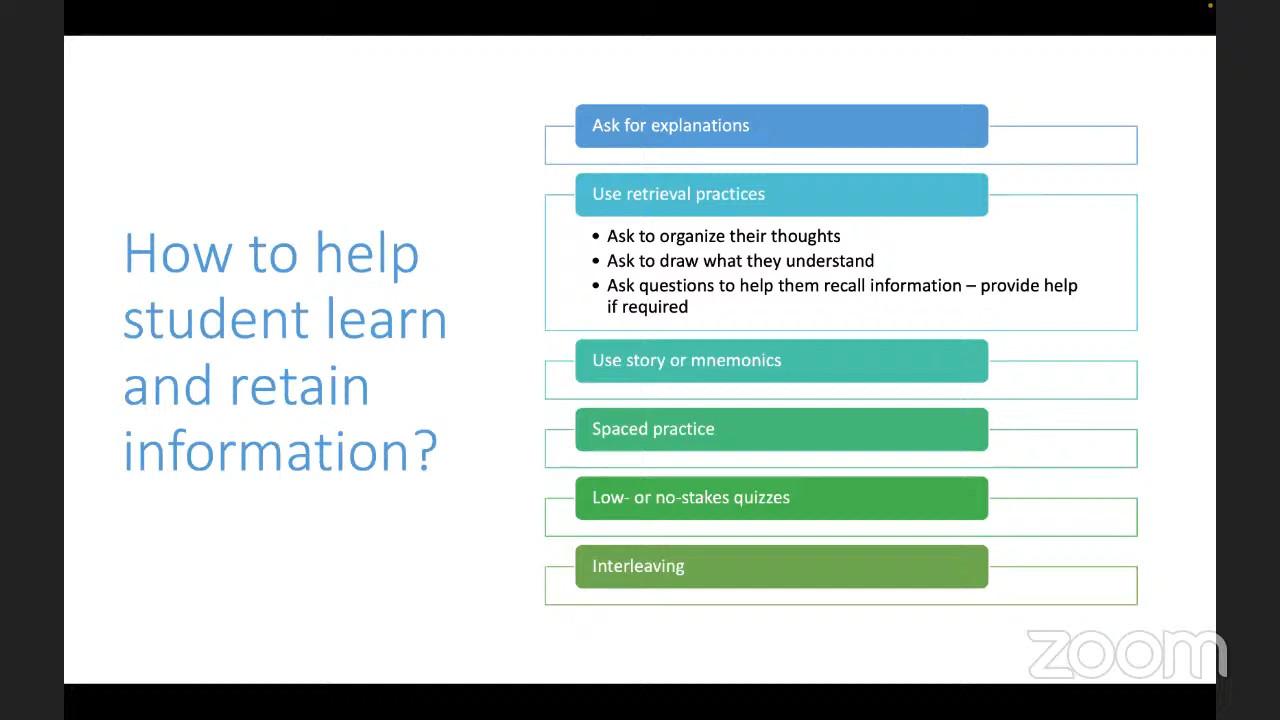 How to help
student learn
and retain
information?
Ask for explanations
Use retrieval practices
• Ask to organize their thoughts
• Ask to draw what they understand
• Ask questions to help them recall information – provide help
if required
Use story or mnemonics
Spaced practice
Low- or no-stakes quizzes
Interleaving
zoom